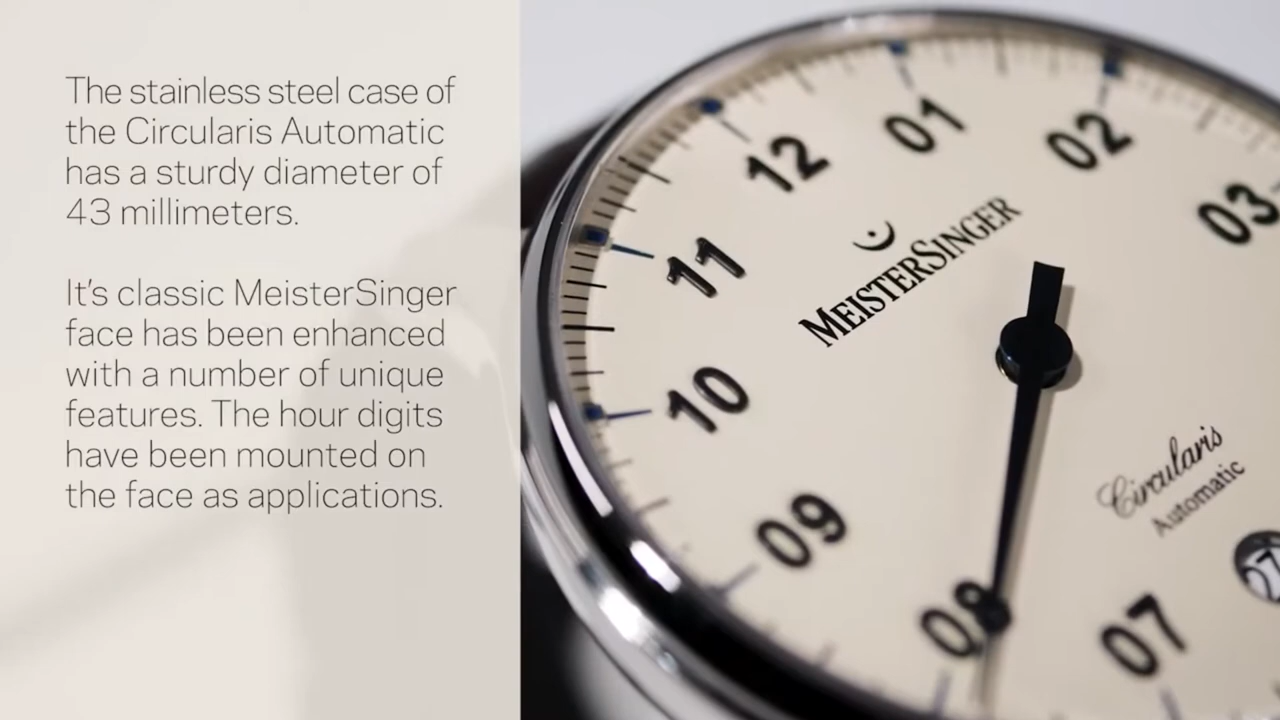 The stainless steel case of
the Circularis Automatic
has a sturdy diameter of
43 millimeters.
It's classic MeisterSinger
face has been enhanced
with a number of unique
features. The hour digits
have been mounted on
the face as applications.
12
01
02
03
11
MEISTERSINGER
10
09
08
07
Circularis
Automatic
27